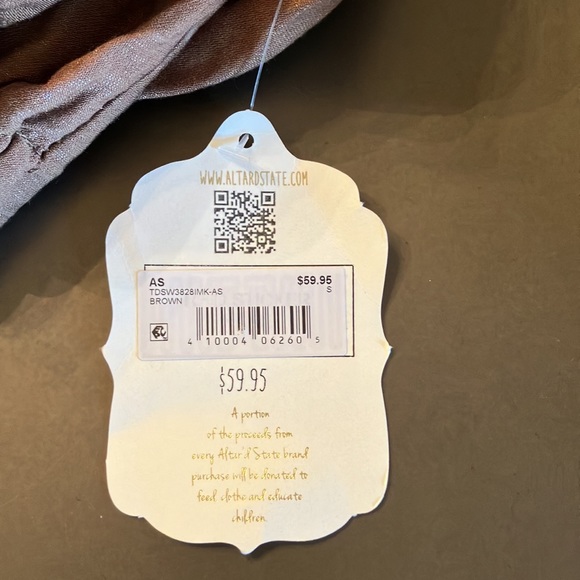 WWW.ALTARDSTATE.COM
AS $59.95
TDSW3828IMK-AS S
BROWN
4 10004 06260 5
$59.95
A portion
of the proceeds from
every Altar'd State brand
purchase will be donated to
feed clothe and educate
children